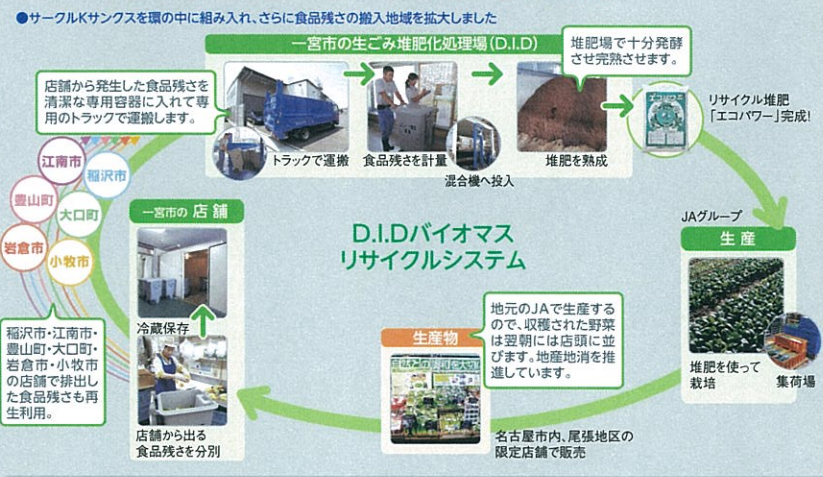 ●サークルKサンクスを環の中に組み入れ、さらに食品残さの搬入地域を拡大しました
一宮市の生ごみ堆肥化処理場(D.I.D)
店舗から発生した食品残さを
清潔な専用容器に入れて専
用のトラックで運搬します。
堆肥場で十分発酵
させ完熟させます。
トラックで運搬
食品残さを計量
混合機へ投入
堆肥を熟成
リサイクル堆肥
「エコパワー」完成!
江南市
稲沢市
豊山町
大口町
岩倉市
小牧市
一宮市の 店舗
冷蔵保存
店舗から出る
食品残さを分別
稲沢市・江南市・
豊山町・大口町・
岩倉市・小牧市
の店舗で排出し
た食品残さも再
生利用。
D.I.Dバイオマス
リサイクルシステム
JAグループ
生産
堆肥を使って
栽培
集荷場
生産物
地元のJAで生産する
ので、収穫された野菜
は翌朝には店頭に並
びます。地産地消を推
進しています。
名古屋市内、尾張地区の
限定店舗で販売